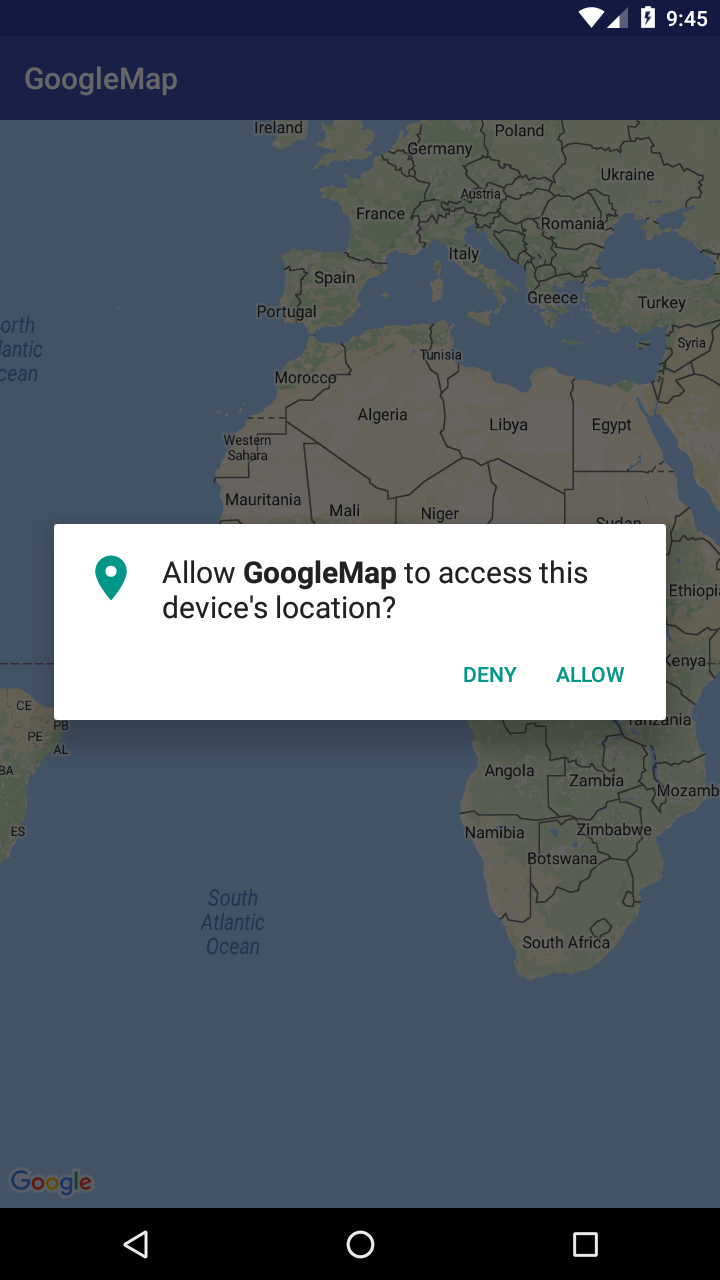 9:45
GoogleMap
Ireland
Poland
Germany
Ukraine
Austria
France
Romania
Italy
Spain
Greece
Portugal
Turkey
orth
lantic
cean
Syria
Tunisia
Morocco
Algeria
Libya
Egypt
Western
Sahara
Mauritania
Mali
Niger
Sudan
Allow GoogleMap to access this
device's location?
Ethiopi
Kenya
DENY ALLOW
CE
PB
PE
AL
Tanzania
BA
Angola
Zambia
Mozamb
ES
Namibia
Zimbabwe
Botswana
South
Atlantic
Ocean
South Africa
Google